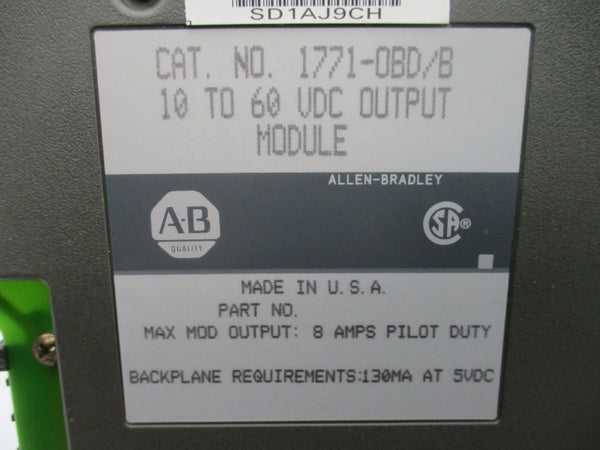 SD1AJ9CH
CAT. NO. 1771-OBD/B
10 TO 60 VDC OUTPUT
MODULE
ALLEN-BRADLEY
A-B
QUALITY
SA®
MADE IN U.S.A.
PART NO.
MAX MOD OUTPUT: 8 AMPS PILOT DUTY
BACKPLANE REQUIREMENTS:130MA AT 5VDC